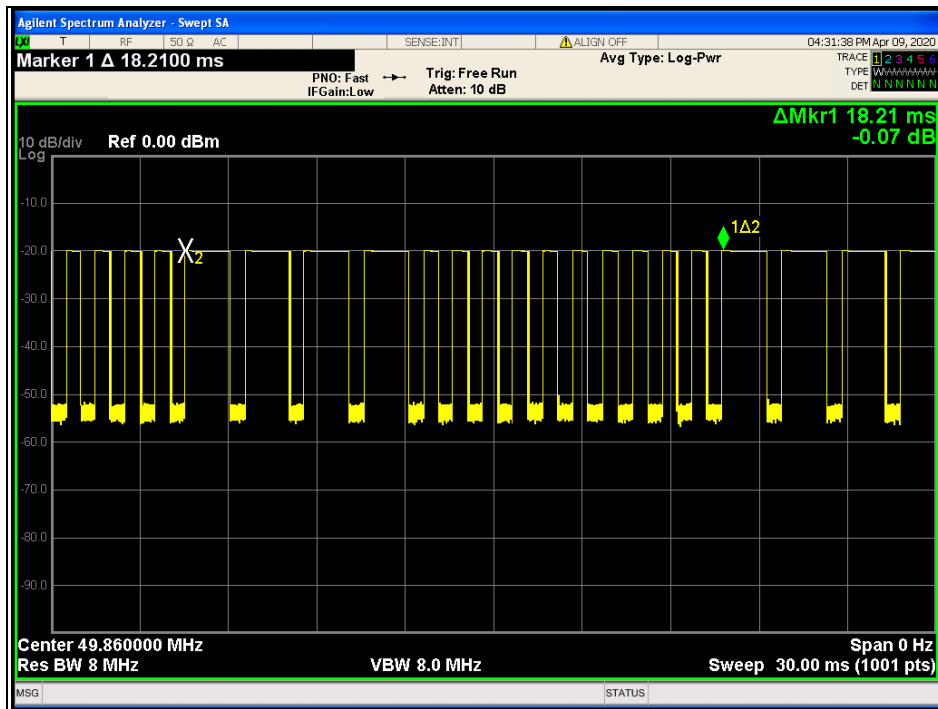 Agilent Spectrum Analyzer - Swept SA
LXI T RF 50 Ω AC SENSE:INT ALIGN OFF 04:31:38 PM Apr 09, 2020
Marker 1 Δ 18.2100 ms
PNO: Fast
IFGain:Low
Trig: Free Run
Atten: 10 dB
Avg Type: Log-Pwr
TRACE 1 2 3 4 5 6
TYPE
DET N N N N N N
ΔMkr1 18.21 ms
-0.07 dB
10 dB/div Ref 0.00 dBm
Log
-10.0
-20.0
-30.0
-40.0
-50.0
-60.0
-70.0
-80.0
-90.0
X2
1Δ2
Center 49.860000 MHz Span 0 Hz
Res BW 8 MHz VBW 8.0 MHz Sweep 30.00 ms (1001 pts)
MSG STATUS